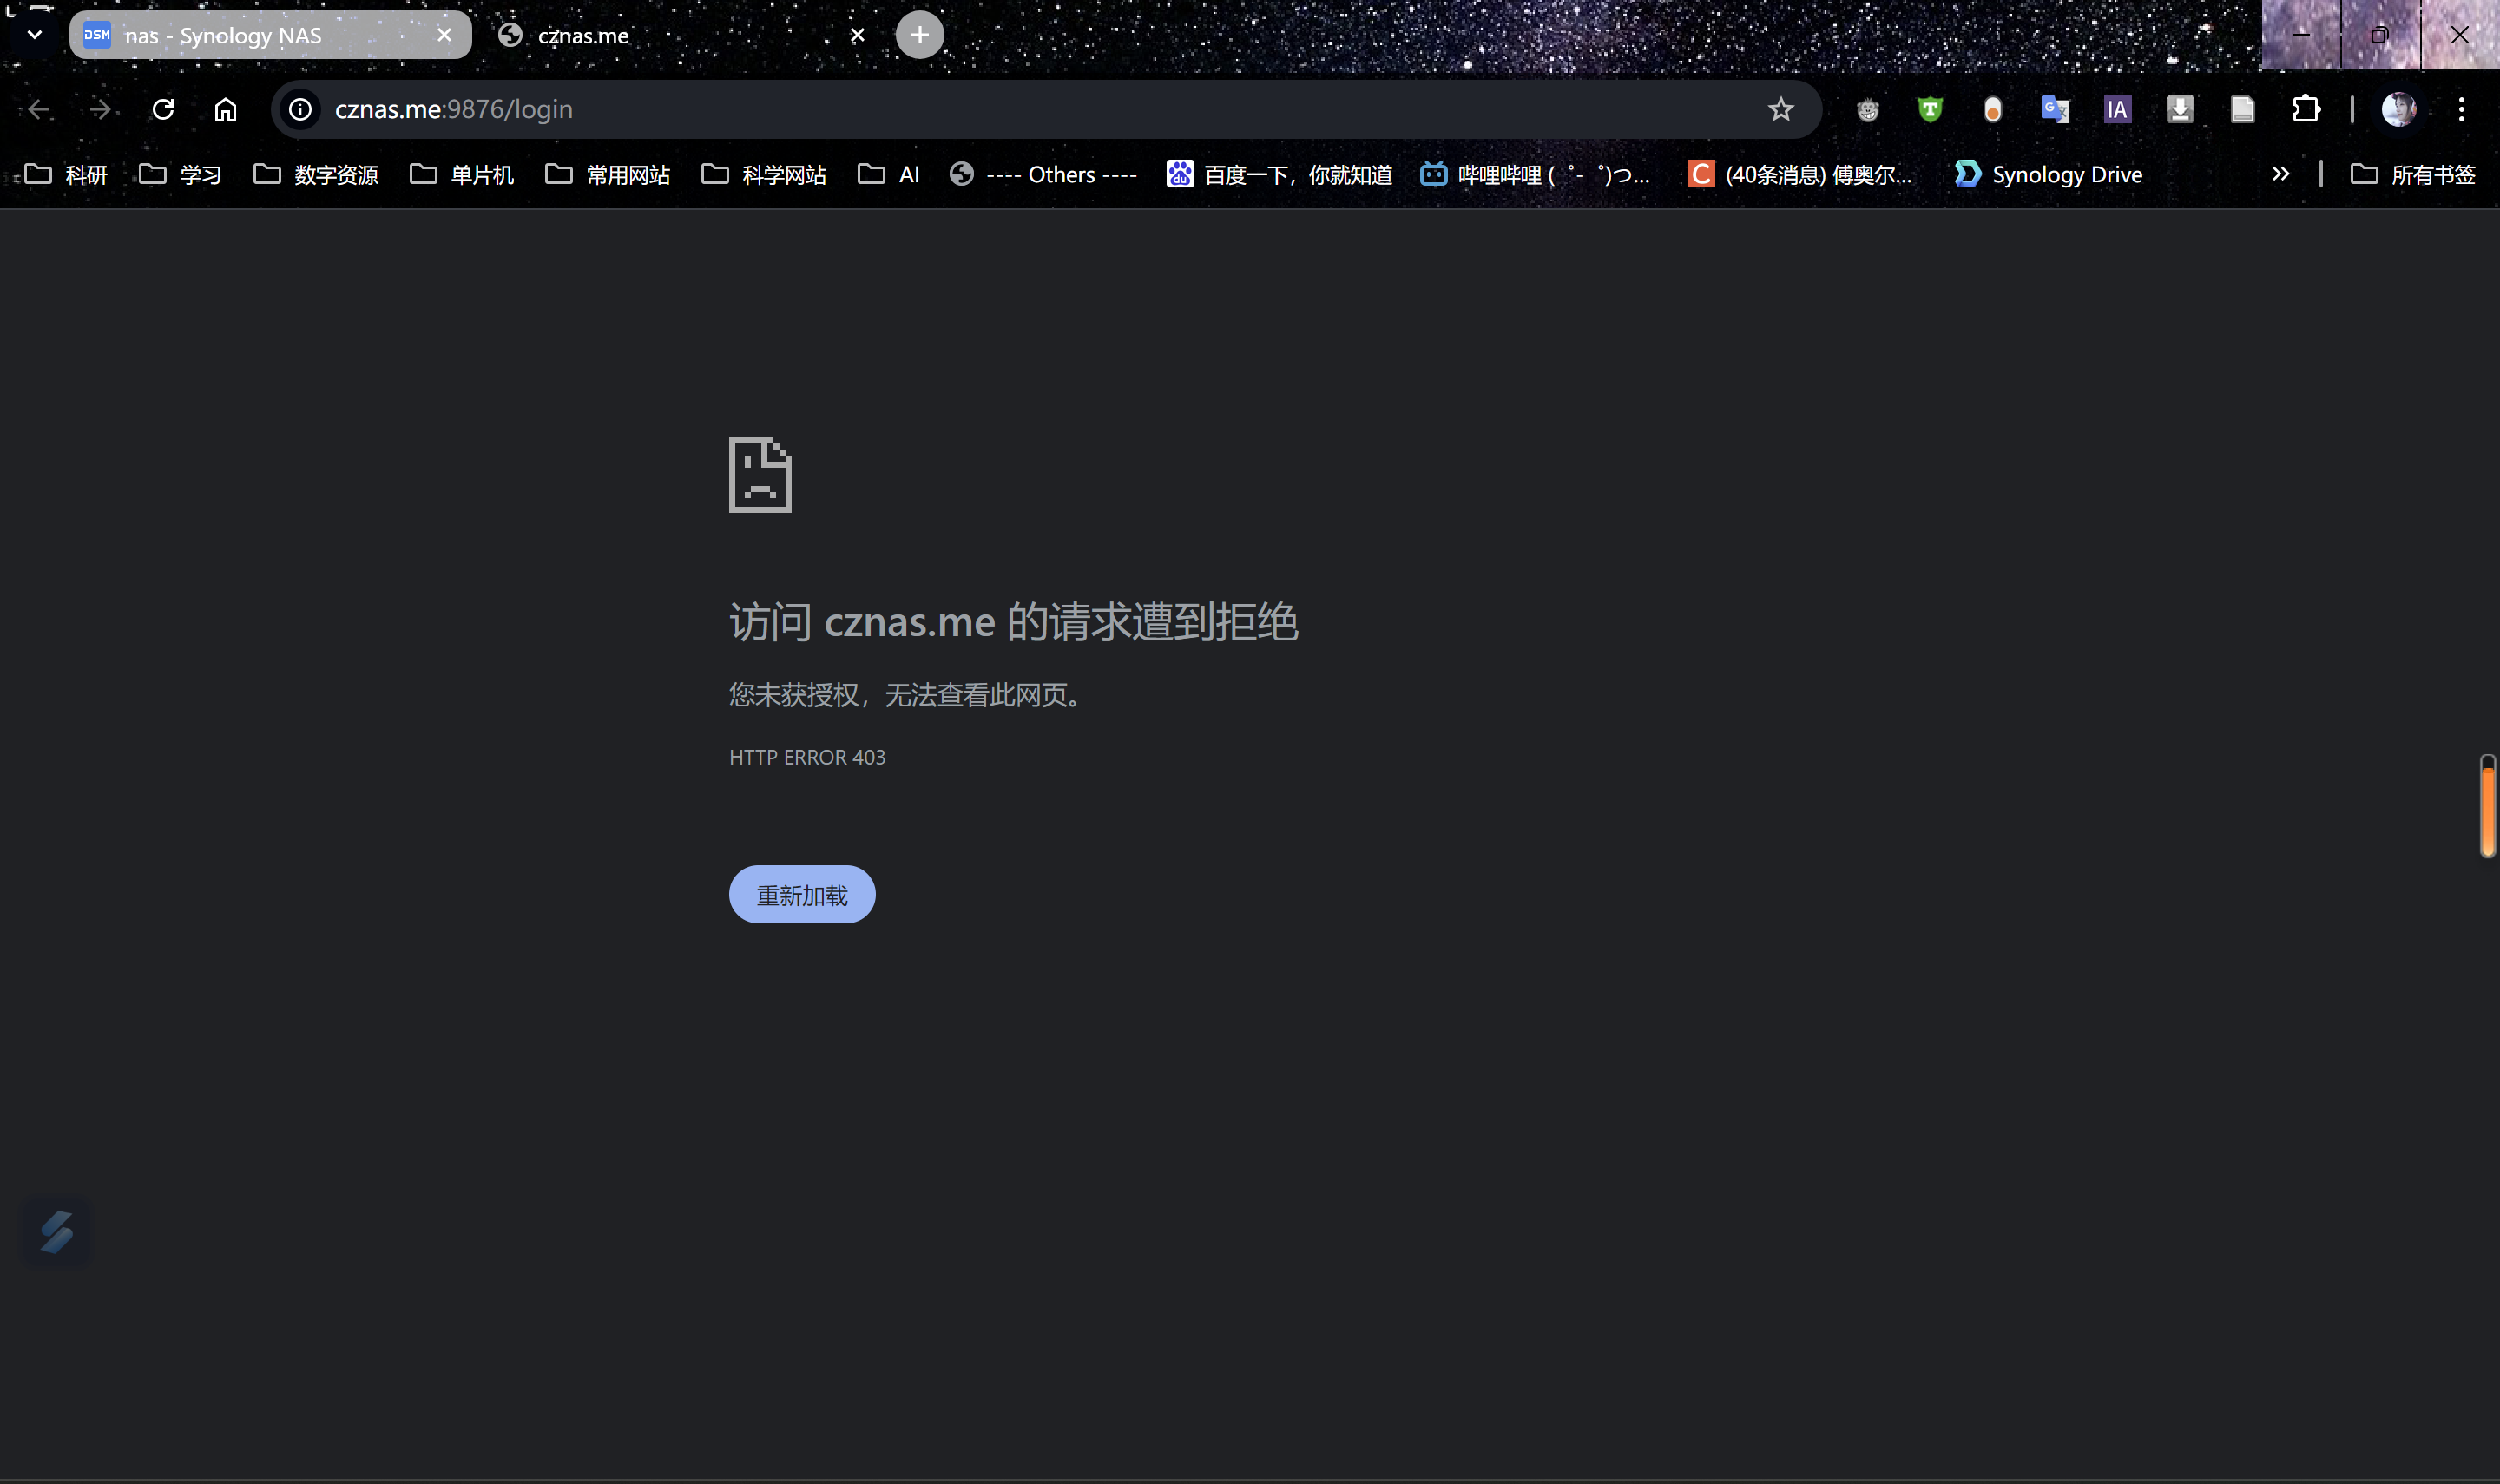 DSM nas - Synology NAS
cznas.me
cznas.me:9876/login
T
G文
IA
科研 学习 数字资源 单片机 常用网站 科学网站 AI ---- Others ---- du 百度一下，你就知道 哔哩哔哩 ( ゜- ゜)つ... C (40条消息) 傅奥尔... Synology Drive 所有书签
访问 cznas.me 的请求遭到拒绝
您未获授权，无法查看此网页。
HTTP ERROR 403
重新加载